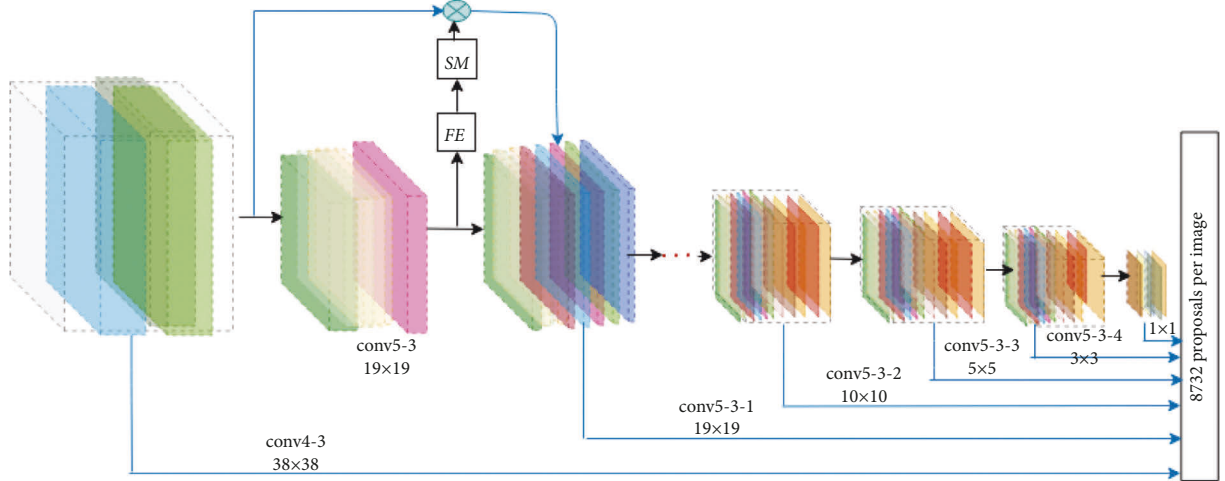 SM
FE
conv5-3
19×19
conv4-3
38×38
conv5-3-1
19×19
conv5-3-2
10×10
conv5-3-3
5×5
conv5-3-4
3×3
1×1
8732 proposals per image